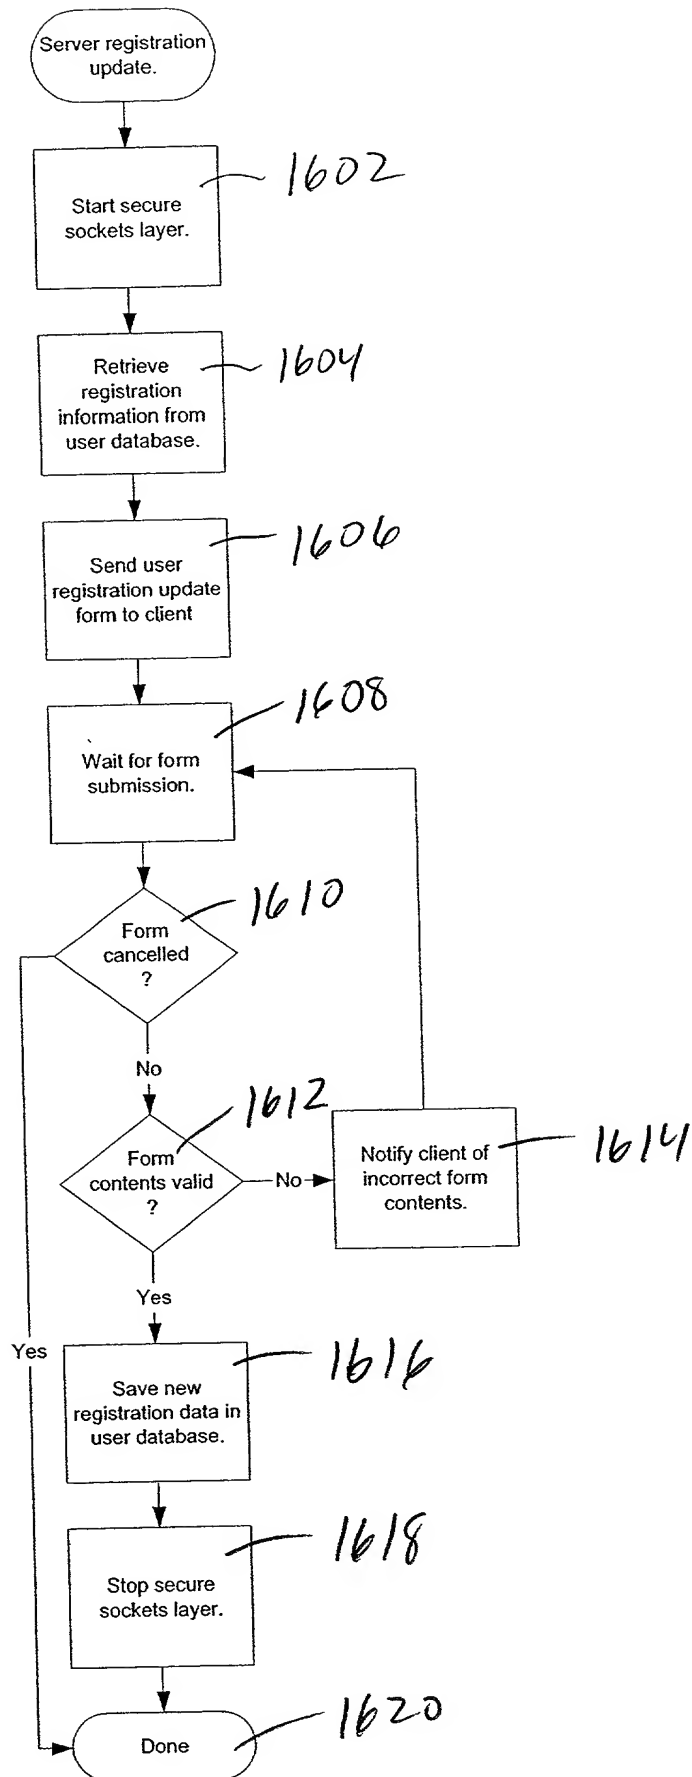 Server registration
update.
1602
Start secure
sockets layer.
1604
Retrieve
registration
information from
user database.
1606
Send user
registration update
form to client
1608
Wait for form
submission.
1610
Form
cancelled
?
No
1612
Form
contents valid
?
No
1614
Notify client of
incorrect form
contents.
Yes
Yes
1616
Save new
registration data in
user database.
1618
Stop secure
sockets layer.
1620
Done